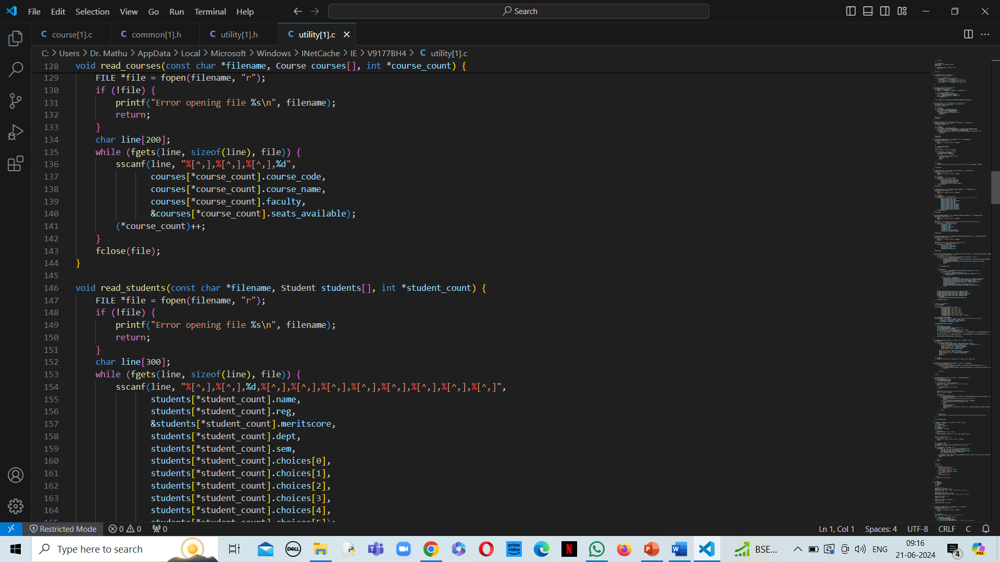 File Edit Selection View Go Run Terminal Help
Search
C course[1].c
C common[1].h
C utility[1].h
C utility[1].c
C: > Users > Dr. Mathu > AppData > Local > Microsoft > Windows > INetCache > IE > V9177BH4 > C utility[1].c
128 void read_courses(const char *filename, Course courses[], int *course_count) {
129 FILE *file = fopen(filename, "r");
130 if (!file) {
131 printf("Error opening file %s\n", filename);
132 return;
133 }
134 char line[200];
135 while (fgets(line, sizeof(line), file)) {
136 sscanf(line, "%[^,],%[^,],%[^,],%d",
137 courses[*course_count].course_code,
138 courses[*course_count].course_name,
139 courses[*course_count].faculty,
140 &courses[*course_count].seats_available);
141 (*course_count)++;
142 }
143 fclose(file);
144 }
145
146 void read_students(const char *filename, Student students[], int *student_count) {
147 FILE *file = fopen(filename, "r");
148 if (!file) {
149 printf("Error opening file %s\n", filename);
150 return;
151 }
152 char line[300];
153 while (fgets(line, sizeof(line), file)) {
154 sscanf(line, "%[^,],%[^,],%d,%[^,],%[^,],%[^,],%[^,],%[^,],%[^,],%[^,],%[^,]",
155 students[*student_count].name,
156 students[*student_count].reg,
157 &students[*student_count].meritscore,
158 students[*student_count].dept,
159 students[*student_count].sem,
160 students[*student_count].choices[0],
161 students[*student_count].choices[1],
162 students[*student_count].choices[2],
163 students[*student_count].choices[3],
164 students[*student_count].choices[4],
165 students[*student_count].choices[5]);
Restricted Mode 0 0 0
Ln 1, Col 1 Spaces: 4 UTF-8 CRLF C
Type here to search
DELL
prime video
N
BSE...
ENG
09:16
21-06-2024
4
PRE